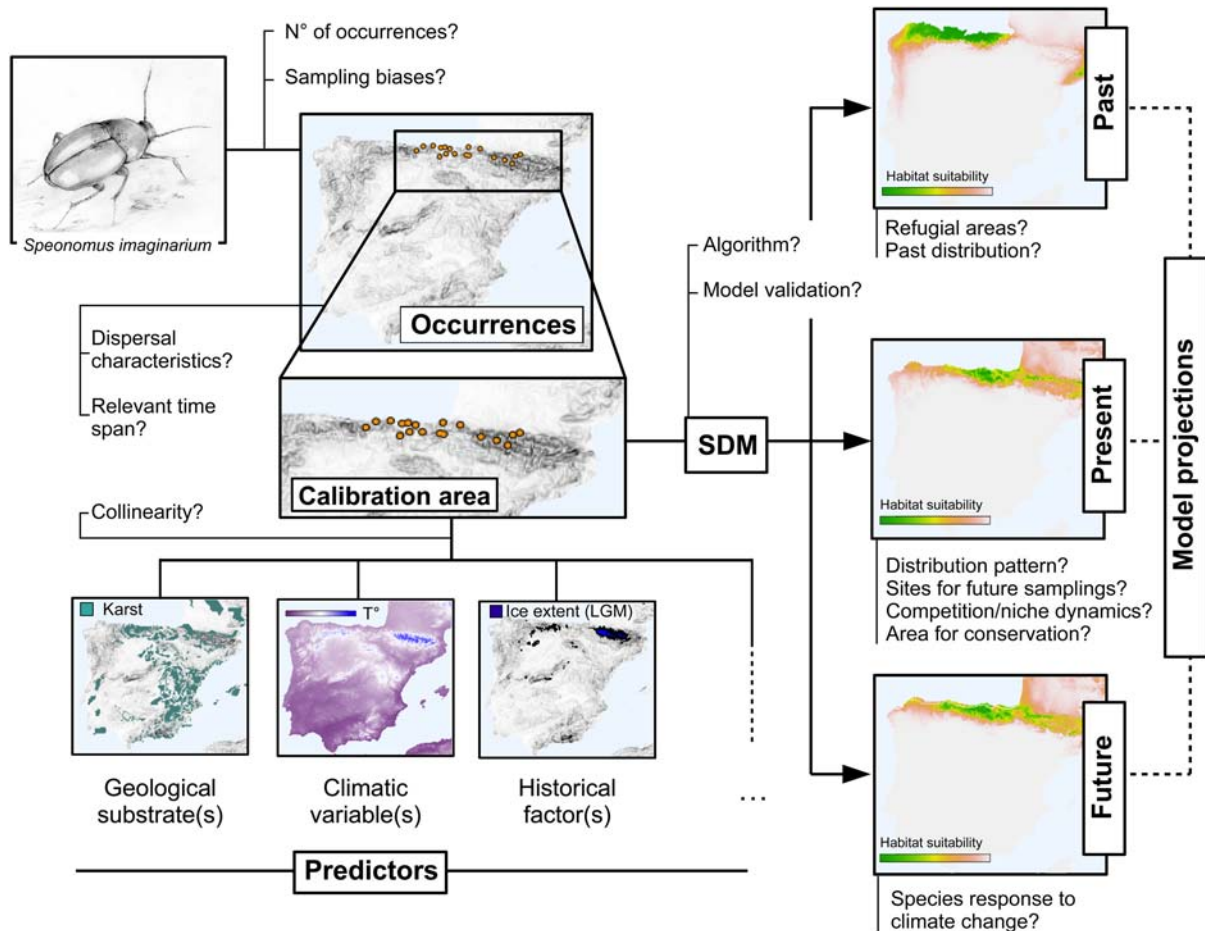 N° of occurrences?
Sampling biases?
Speonomus imaginarium
Occurrences
Dispersal
characteristics?
Relevant time
span?
Calibration area
Collinearity?
Karst
T°
Ice extent (LGM)
Geological
substrate(s)
Climatic
variable(s)
Historical
factor(s)
...
Predictors
Algorithm?
Model validation?
SDM
Habitat suitability
Past
Refugial areas?
Past distribution?
Habitat suitability
Present
Distribution pattern?
Sites for future samplings?
Competition/niche dynamics?
Area for conservation?
Habitat suitability
Future
Species response to
climate change?
Model projections